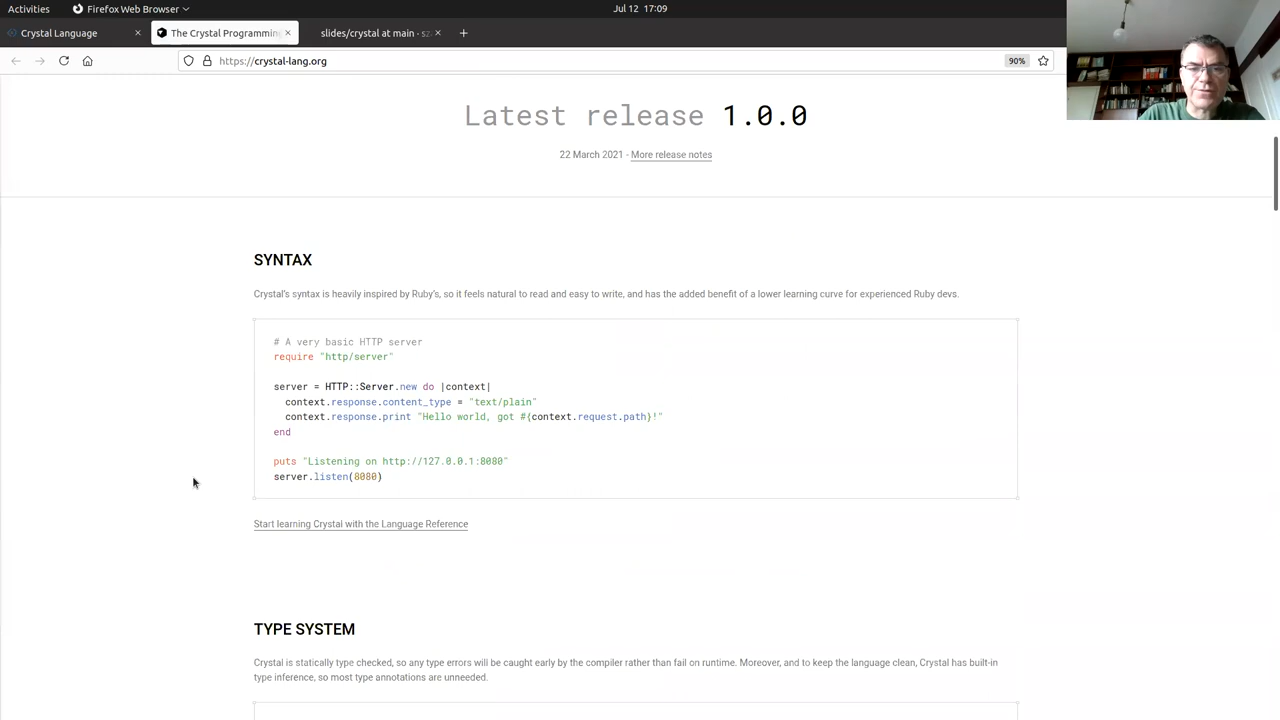 Activities
Firefox Web Browser
Jul 12 17:09
Crystal Language
The Crystal Programming
slides/crystal at main · sza
https://crystal-lang.org
90%
Latest release 1.0.0
22 March 2021 - More release notes
SYNTAX
Crystal's syntax is heavily inspired by Ruby's, so it feels natural to read and easy to write, and has the added benefit of a lower learning curve for experienced Ruby devs.
# A very basic HTTP server
require "http/server"
server = HTTP::Server.new do |context|
context.response.content_type = "text/plain"
context.response.print "Hello world, got #{context.request.path}!"
end
puts "Listening on http://127.0.0.1:8080"
server.listen(8080)
Start learning Crystal with the Language Reference
TYPE SYSTEM
Crystal is statically type checked, so any type errors will be caught early by the compiler rather than fail on runtime. Moreover, and to keep the language clean, Crystal has built-in
type inference, so most type annotations are unneeded.